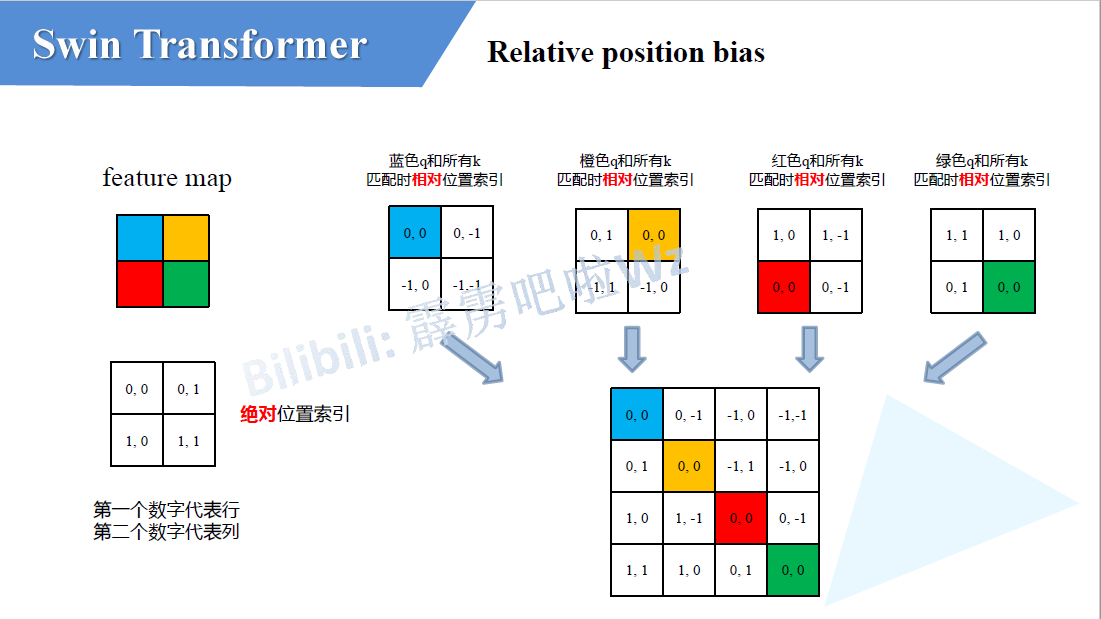 Swin Transformer
Relative position bias
feature map
蓝色q和所有k
匹配时相对位置索引
橙色q和所有k
匹配时相对位置索引
红色q和所有k
匹配时相对位置索引
绿色q和所有k
匹配时相对位置索引
0, 0 0, -1
-1, 0 -1,-1
0, 1 0, 0
-1, 1 -1, 0
1, 0 1, -1
0, 0 0, -1
1, 1 1, 0
0, 1 0, 0
Bilibili: 霹雳吧啦Wz
0, 0 0, 1
1, 0 1, 1
绝对位置索引
第一个数字代表行
第二个数字代表列
0, 0 0, -1 -1, 0 -1,-1
0, 1 0, 0 -1, 1 -1, 0
1, 0 1, -1 0, 0 0, -1
1, 1 1, 0 0, 1 0, 0